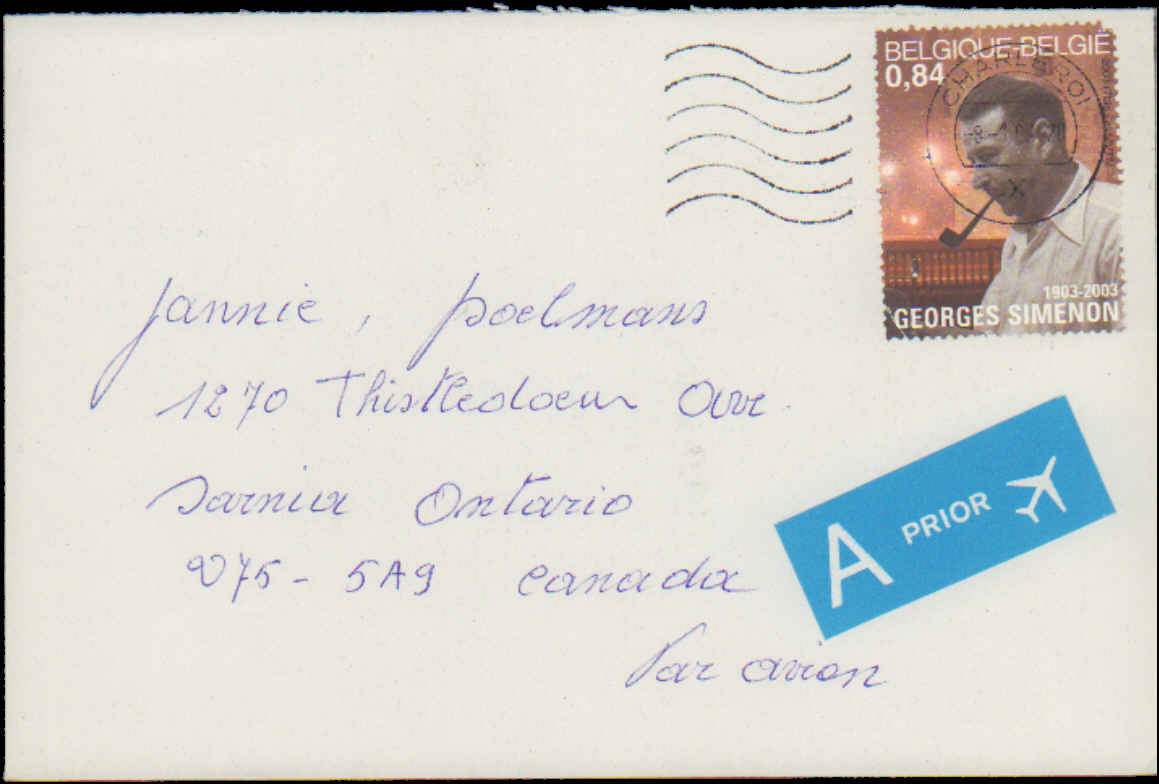 BELGIQUE-BELGIË
0,84
CHARLEROI
X
1903-2003
GEORGES SIMENON
Jannie, poelmans
1270 Thistledoeun Ave.
Sarnia Ontario
A PRIOR
N7S - 5A9 Canada
Par avion